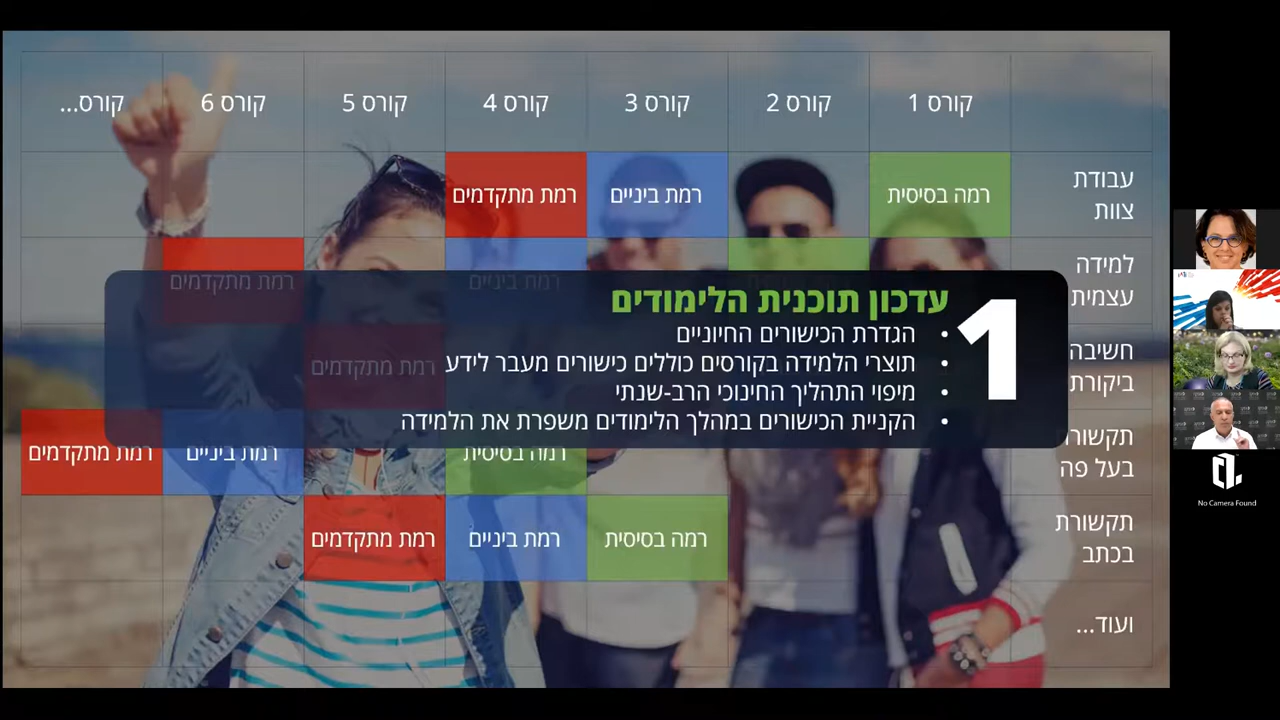 קורס 1 קורס 2 קורס 3 קורס 4 קורס 5 קורס 6 קורס...
עבודת
צוות
רמה בסיסית רמת ביניים רמת מתקדמים
למידה
עצמית
רמת ביניים רמת מתקדמים
חשיבה
ביקורת
רמת מתקדמים
תקשורת
בעל פה
רמה בסיסית רמת ביניים רמת מתקדמים
תקשורת
בכתב
רמה בסיסית רמת ביניים רמת מתקדמים
ועוד...
1
עדכון תוכנית הלימודים
• הגדרת הכישורים החיוניים
• תוצרי הלמידה בקורסים כוללים כישורים מעבר לידע
• מיפוי התהליך החינוכי הרב-שנתי
• הקניית הכישורים במהלך הלימודים משפרת את הלמידה
No Camera Found